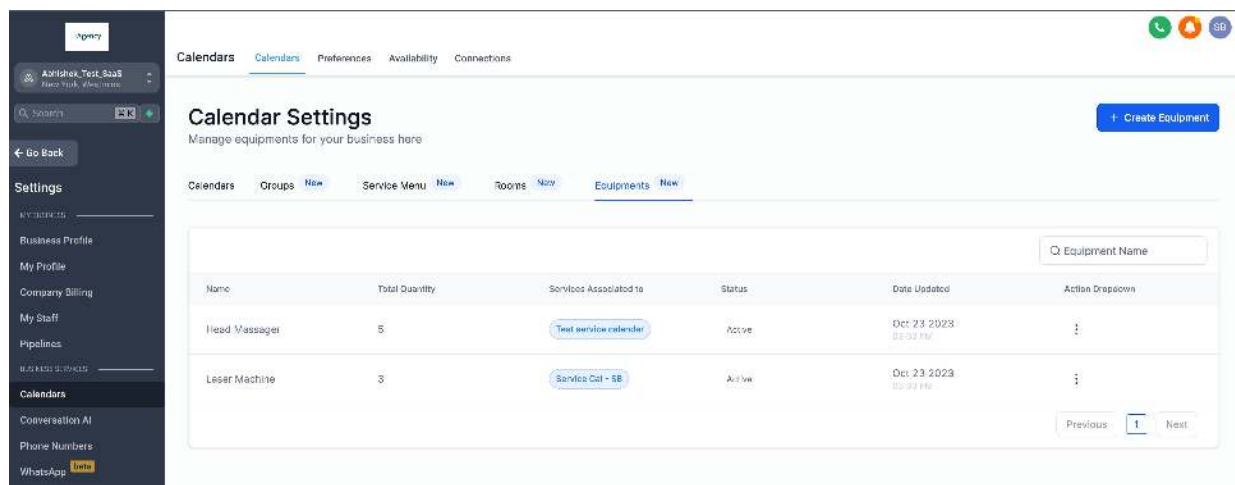 Agency
SB
Calendars Calendars Preferences Availability Connections
Abhishek_Test_SaaS
New York,
Search
⌘K
Calendar Settings
+ Create Equipment
Manage equipments for your business here
← Go Back
Calendars Groups New Service Menu New Rooms New Equipments New
Settings
MY BUSINESS
Business Profile
Equipment Name
My Profile
Company Billing
Name Total Quantity Services Associated to Status Date Updated Action Dropdown
My Staff
Head Massager 5 Test service calendar Active Oct 23 2023
Pipelines
BUSINESS SERVICES
Laser Machine 3 Service Cal - SB Active Oct 23 2023
Calendars
Conversation AI
Previous 1 Next
Phone Numbers
WhatsApp beta